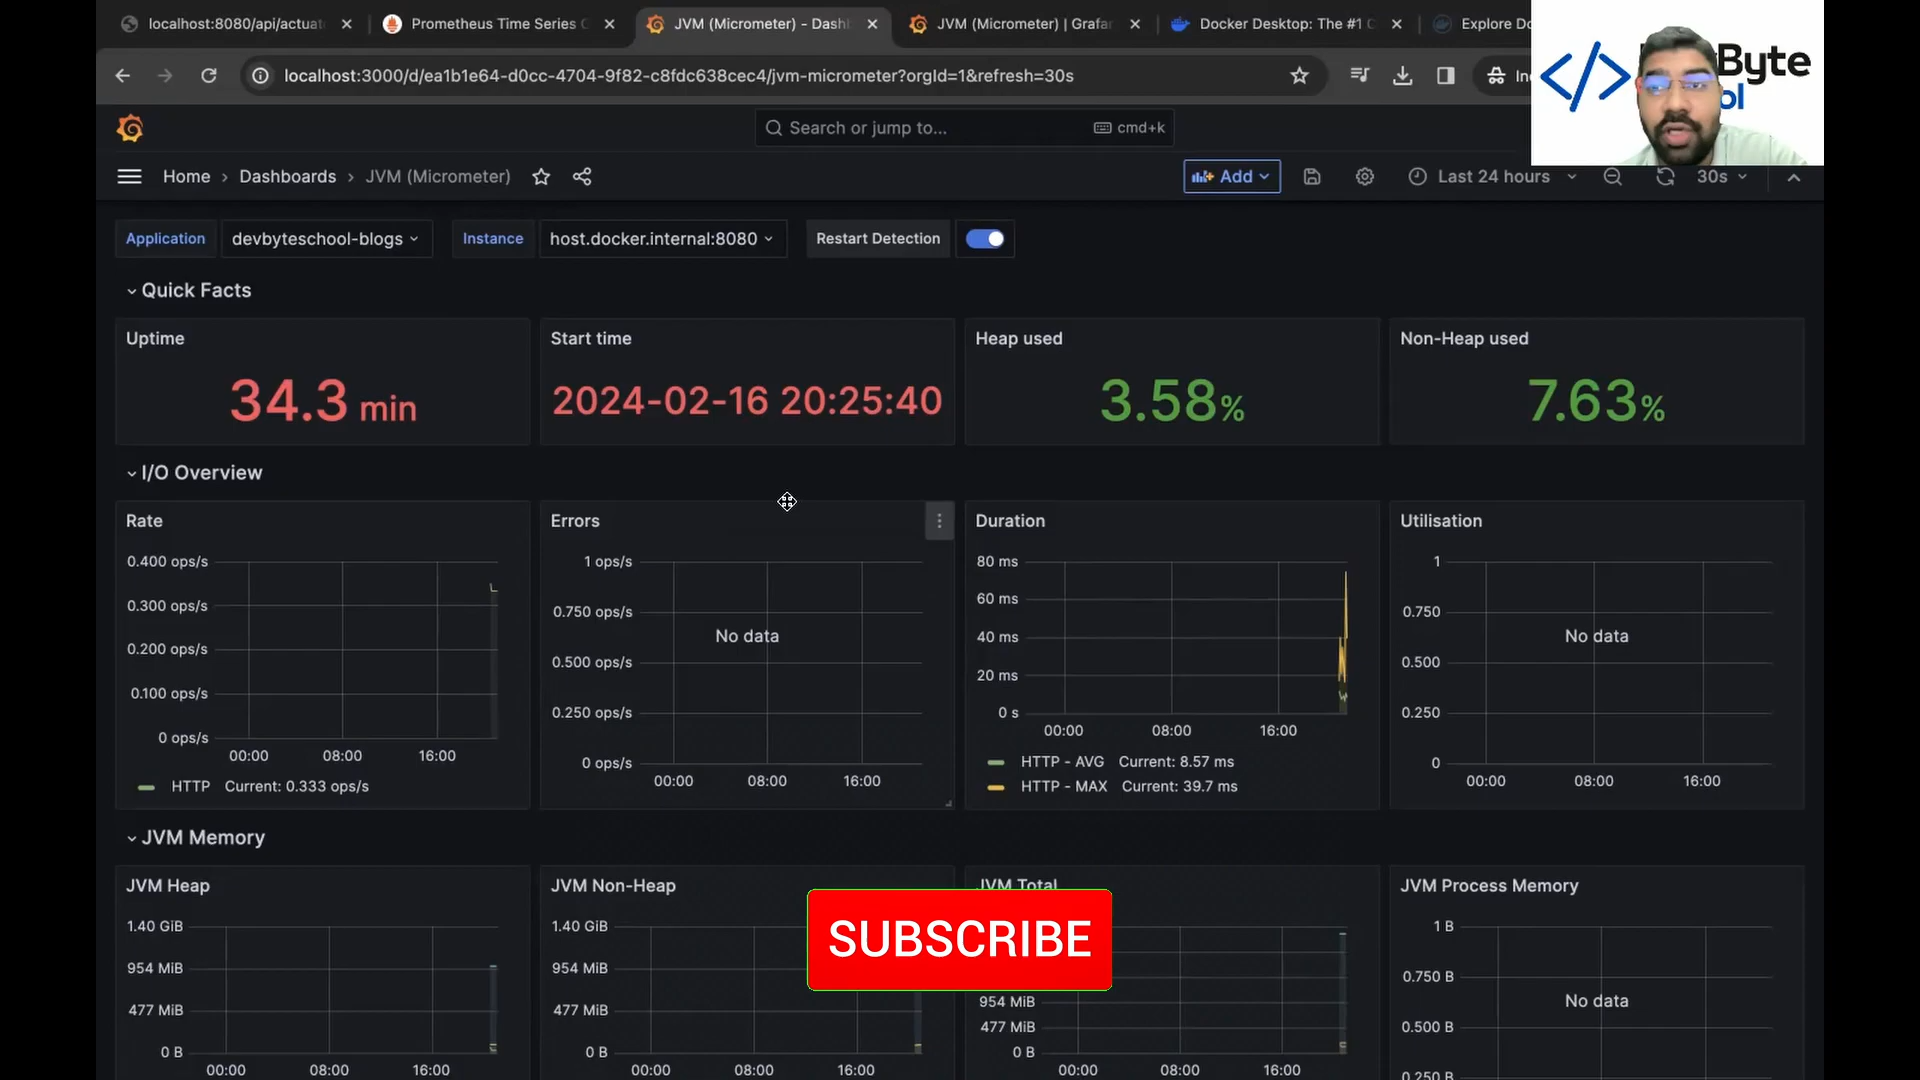 localhost:8080/api/actuat
Prometheus Time Series C
JVM (Micrometer) - Dashb
JVM (Micrometer) | Grafar
Docker Desktop: The #1 C
Explore Do
localhost:3000/d/ea1b1e64-d0cc-4704-9f82-c8fdc638cec4/jvm-micrometer?orgId=1&refresh=30s
Byte
ol
Search or jump to...
cmd+k
Home › Dashboards › JVM (Micrometer)
Add
Last 24 hours
30s
Application
devbyteschool-blogs
Instance
host.docker.internal:8080
Restart Detection
Quick Facts
Uptime
34.3 min
Start time
2024-02-16 20:25:40
Heap used
3.58%
Non-Heap used
7.63%
I/O Overview
Rate
0.400 ops/s
0.300 ops/s
0.200 ops/s
0.100 ops/s
0 ops/s
00:00 08:00 16:00
HTTP Current: 0.333 ops/s
Errors
1 ops/s
0.750 ops/s
No data
0.500 ops/s
0.250 ops/s
0 ops/s
00:00 08:00 16:00
Duration
80 ms
60 ms
40 ms
20 ms
0 s
00:00 08:00 16:00
HTTP - AVG Current: 8.57 ms
HTTP - MAX Current: 39.7 ms
Utilisation
1
0.750
No data
0.500
0.250
0
00:00 08:00 16:00
JVM Memory
JVM Heap
1.40 GiB
954 MiB
477 MiB
0 B
00:00 08:00 16:00
JVM Non-Heap
1.40 GiB
954 MiB
477 MiB
0 B
00:00 08:00 16:00
JVM Total
954 MiB
477 MiB
0 B
00:00 08:00 16:00
JVM Process Memory
1 B
0.750 B
No data
0.500 B
0.250 B
SUBSCRIBE